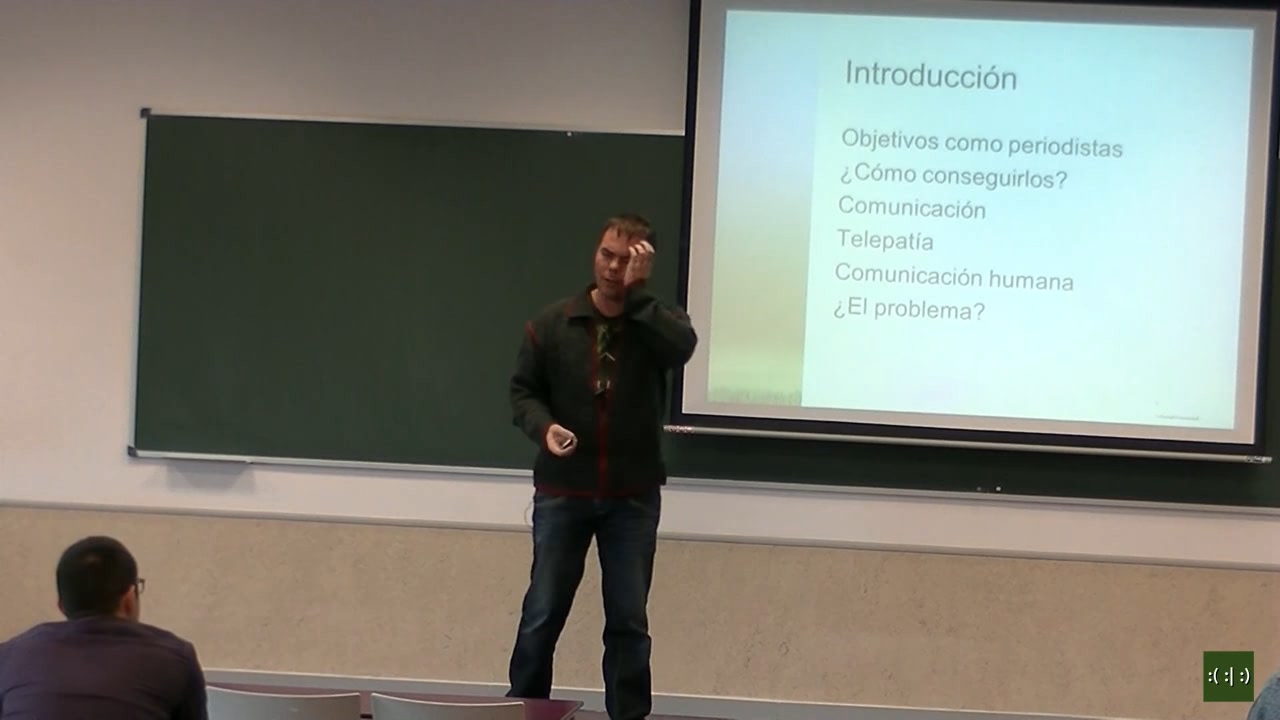 Introducción
Objetivos como periodistas
¿Cómo conseguirlos?
Comunicación
Telepatía
Comunicación humana
¿El problema?
:( :| :)